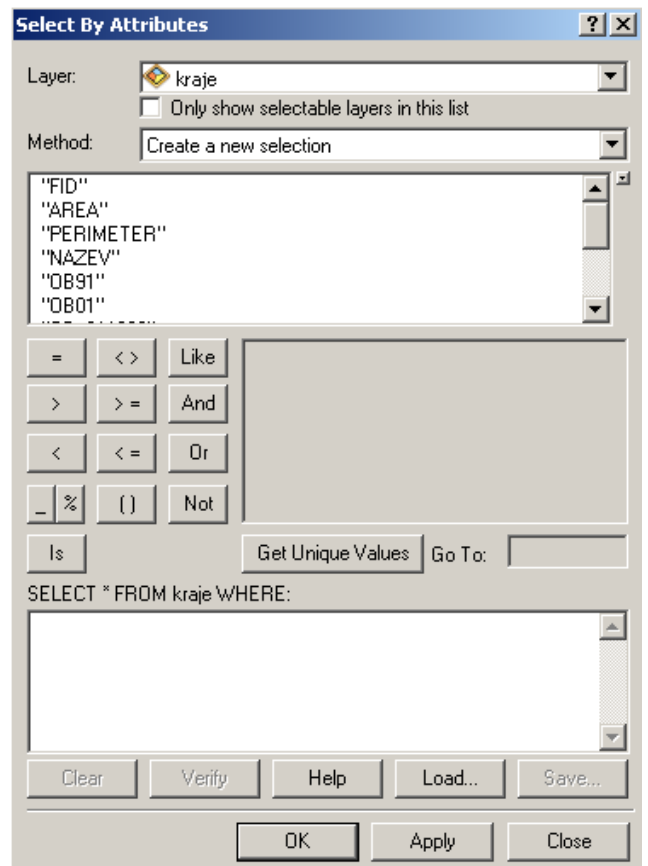 Select By Attributes
Layer: kraje
Only show selectable layers in this list
Method: Create a new selection
"FID"
"AREA"
"PERIMETER"
"NAZEV"
"OB91"
"OB01"
= < > Like
> > = And
< < = Or
_ % ( ) Not
Is Get Unique Values Go To:
SELECT * FROM kraje WHERE:
Clear Verify Help Load... Save...
OK Apply Close